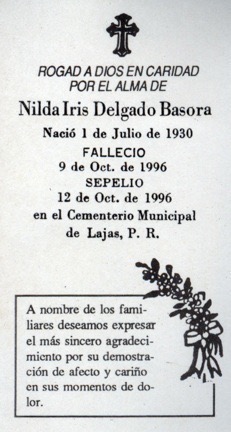 ROGAD A DIOS EN CARIDAD
POR EL ALMA DE
Nilda Iris Delgado Basora
Nació 1 de Julio de 1930
FALLECIO
9 de Oct. de 1996
SEPELIO
12 de Oct. de 1996
en el Cementerio Municipal
de Lajas, P. R.
A nombre de los fami-
liares deseamos expresar
el más sincero agradeci-
miento por su demostra-
ción de afecto y cariño
en sus momentos de do-
lor.